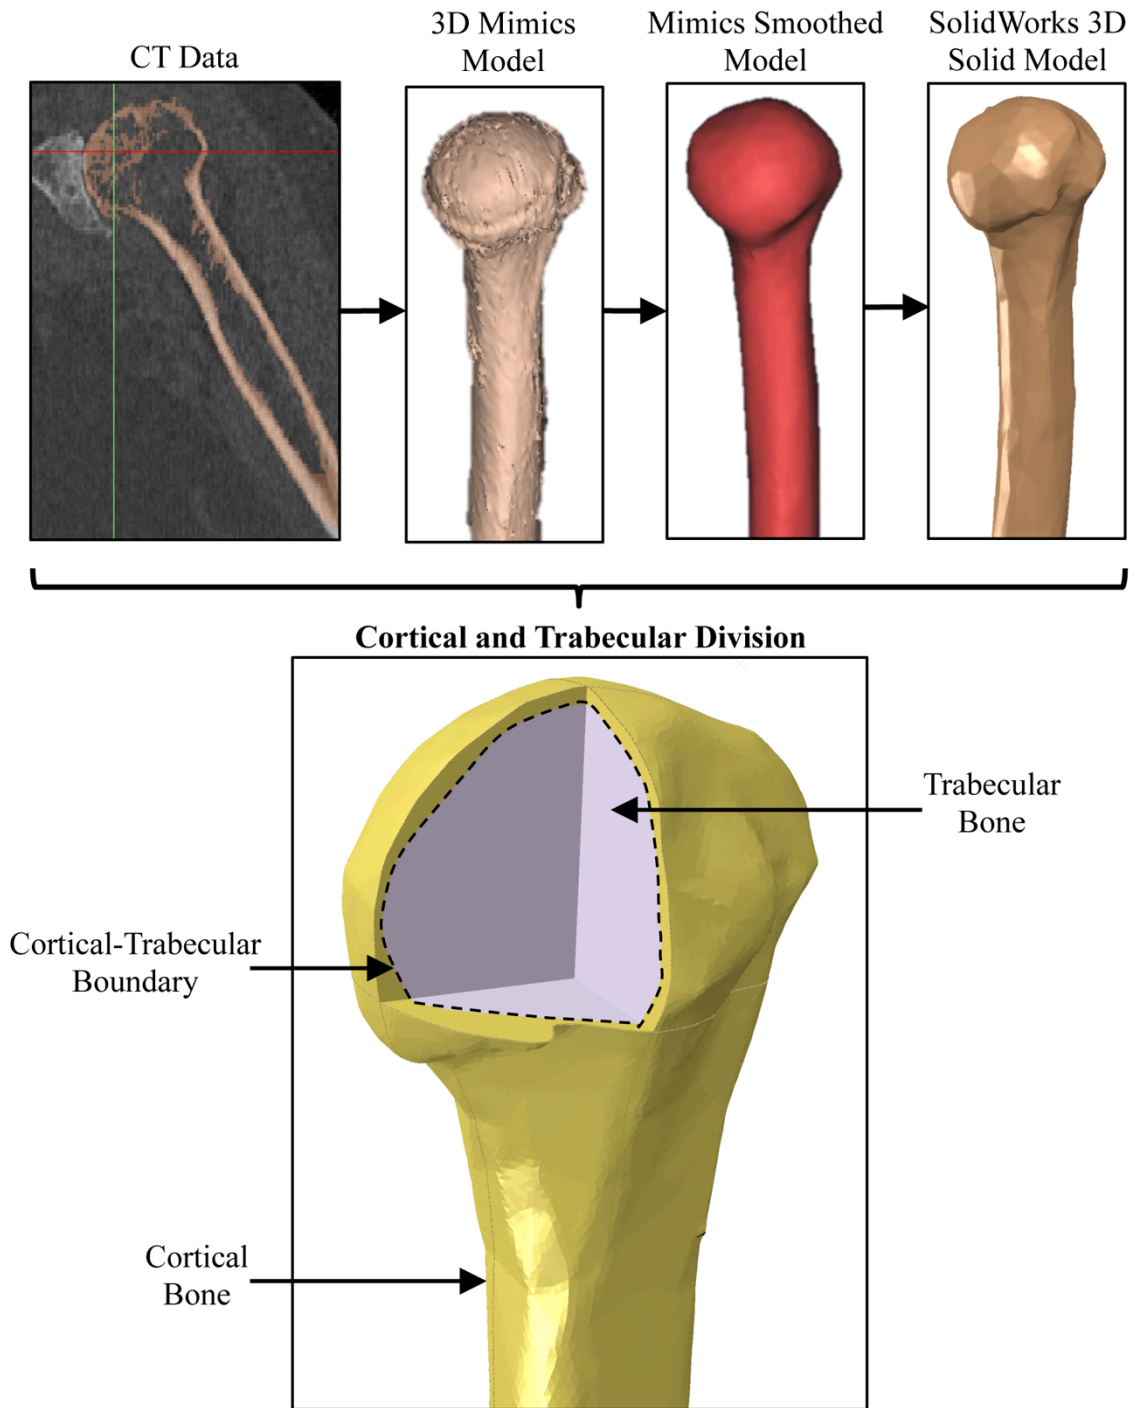 CT Data
3D Mimics
Model
Mimics Smoothed
Model
SolidWorks 3D
Solid Model
Cortical and Trabecular Division
Trabecular
Bone
Cortical-Trabecular
Boundary
Cortical
Bone